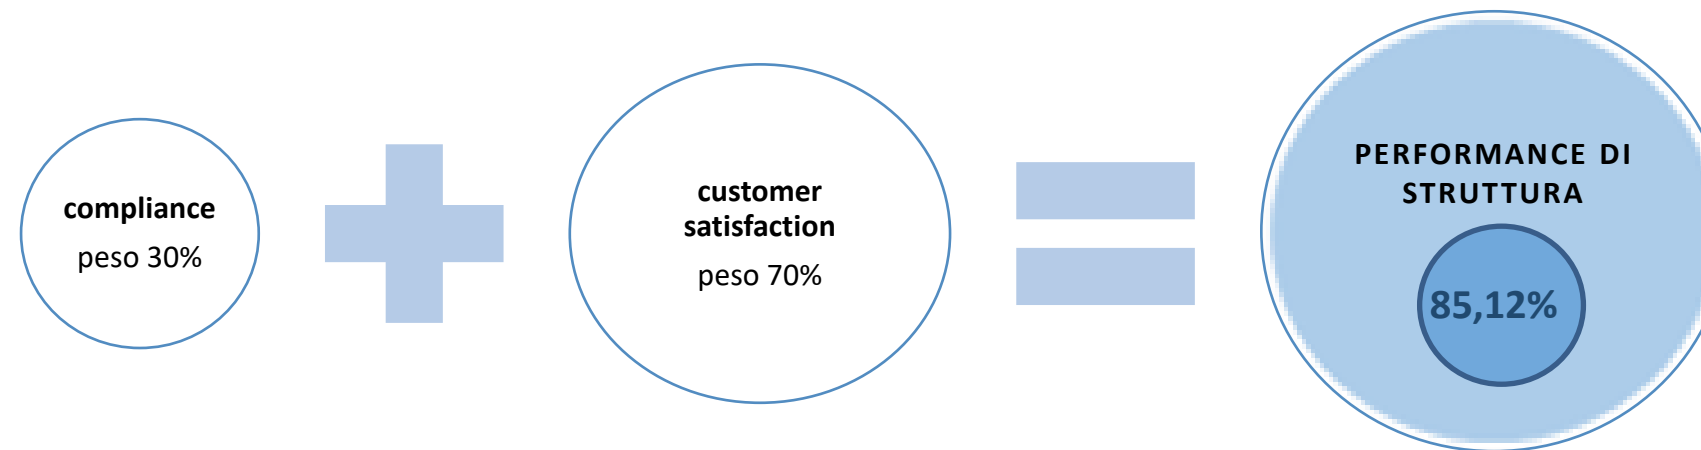 compliance
peso 30%
customer
satisfaction
peso 70%
PERFORMANCE DI
STRUTTURA
85,12%